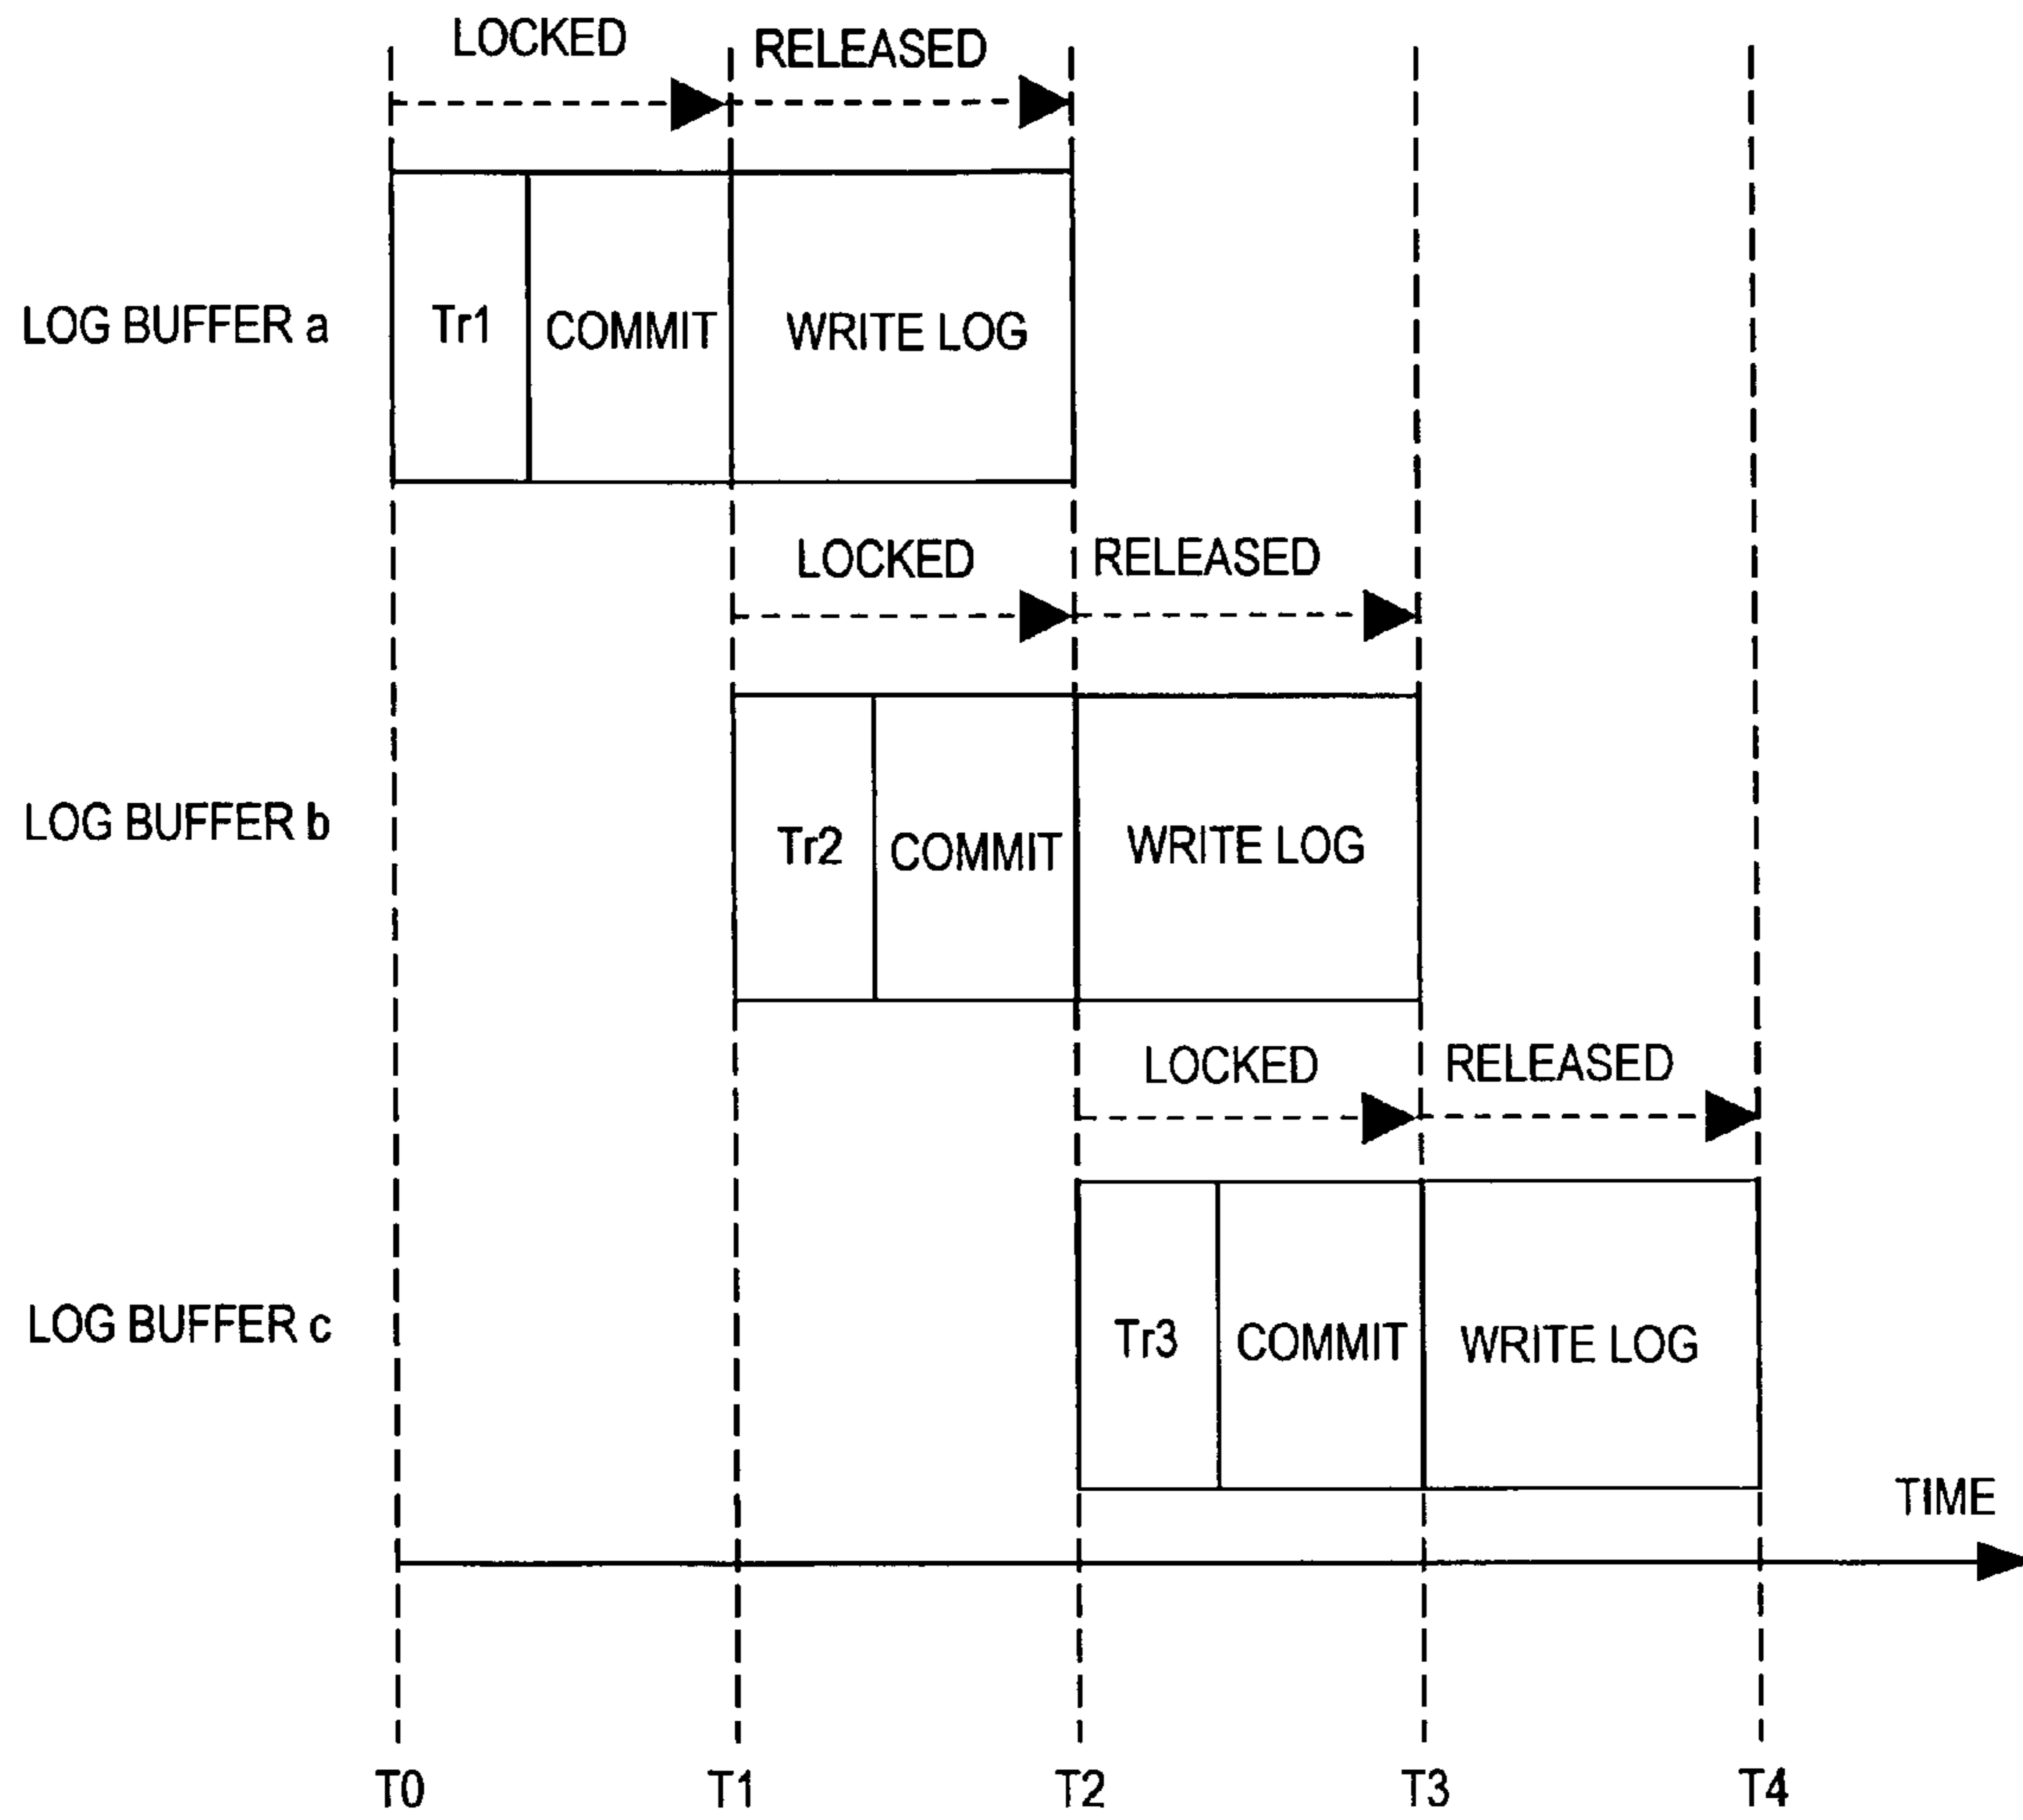 LOCKED RELEASED
LOG BUFFER a Tr1 COMMIT WRITE LOG
LOCKED RELEASED
LOG BUFFER b Tr2 COMMIT WRITE LOG
LOCKED RELEASED
LOG BUFFER c Tr3 COMMIT WRITE LOG
TIME
T0 T1 T2 T3 T4